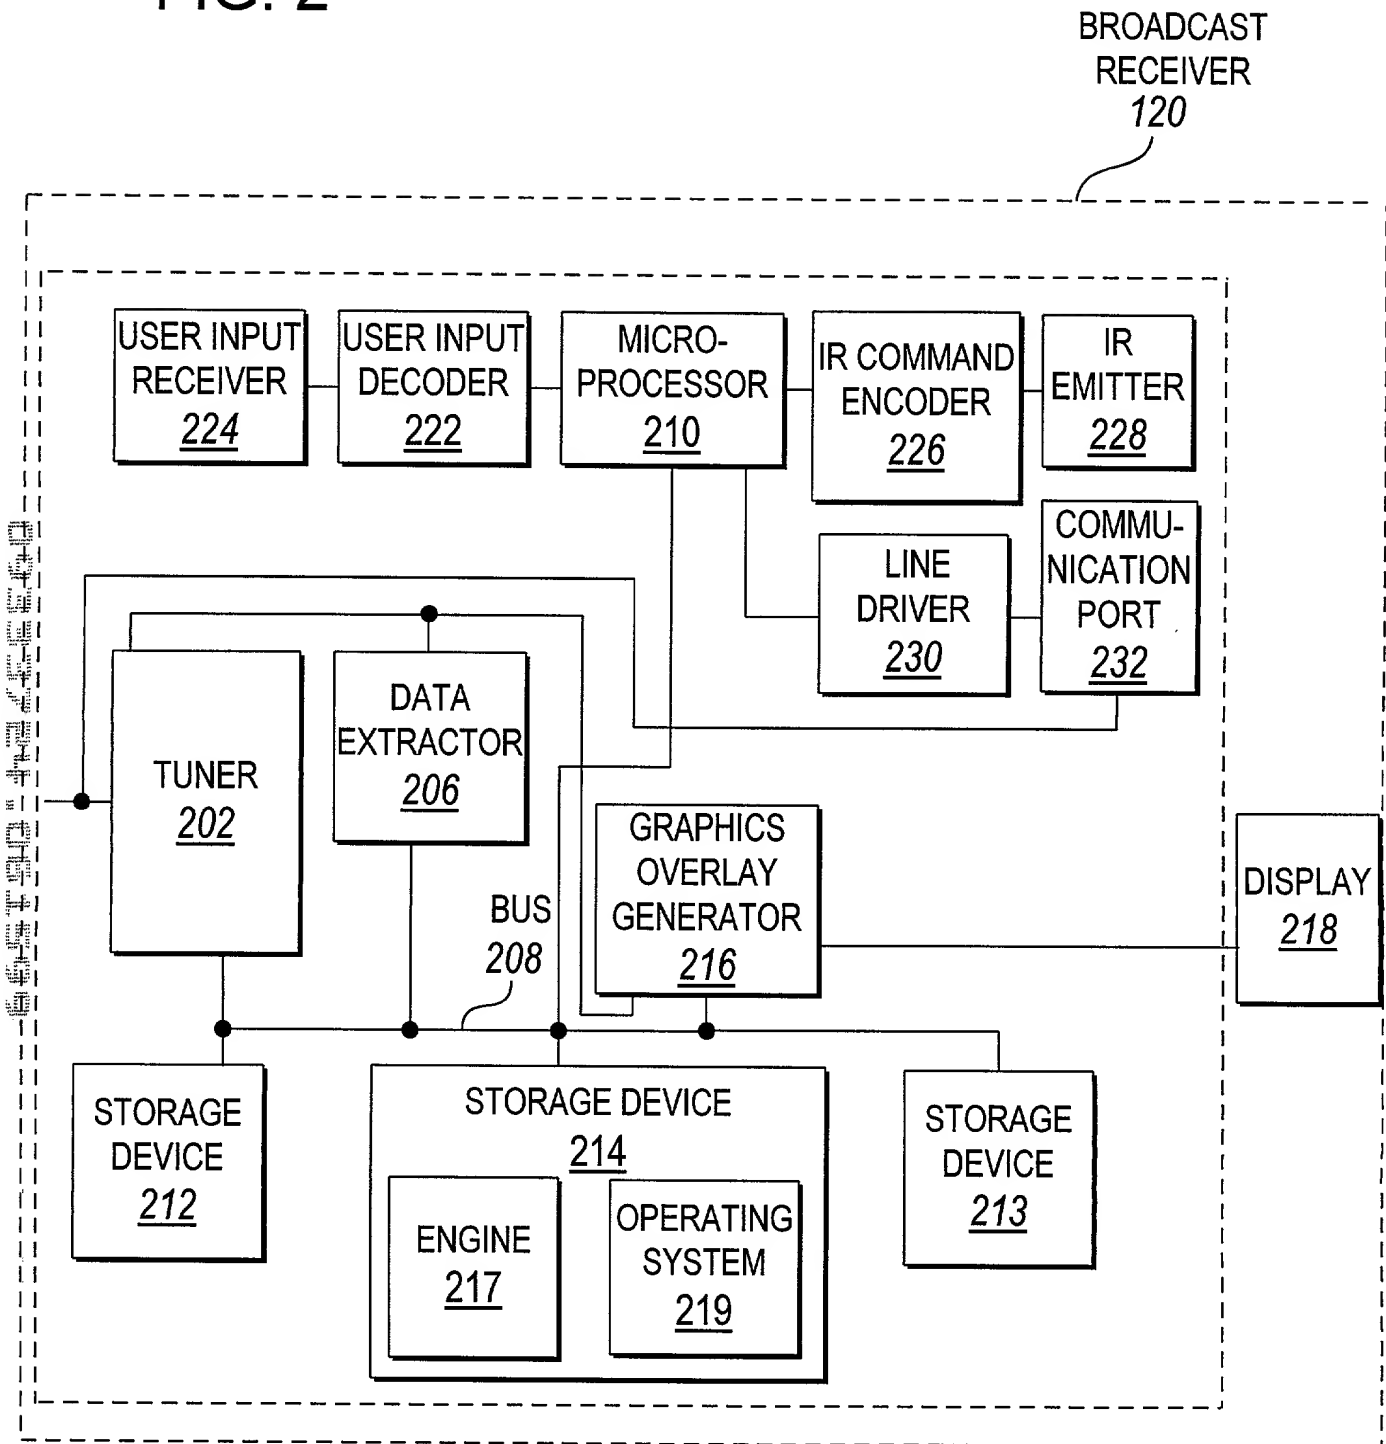 FIG. 2
BROADCAST
RECEIVER
120
USER INPUT
RECEIVER
224
USER INPUT
DECODER
222
MICRO-
PROCESSOR
210
IR COMMAND
ENCODER
226
IR
EMITTER
228
LINE
DRIVER
230
COMMU-
NICATION
PORT
232
TUNER
202
DATA
EXTRACTOR
206
GRAPHICS
OVERLAY
GENERATOR
216
DISPLAY
218
BUS
208
STORAGE
DEVICE
212
STORAGE DEVICE
214
ENGINE
217
OPERATING
SYSTEM
219
STORAGE
DEVICE
213